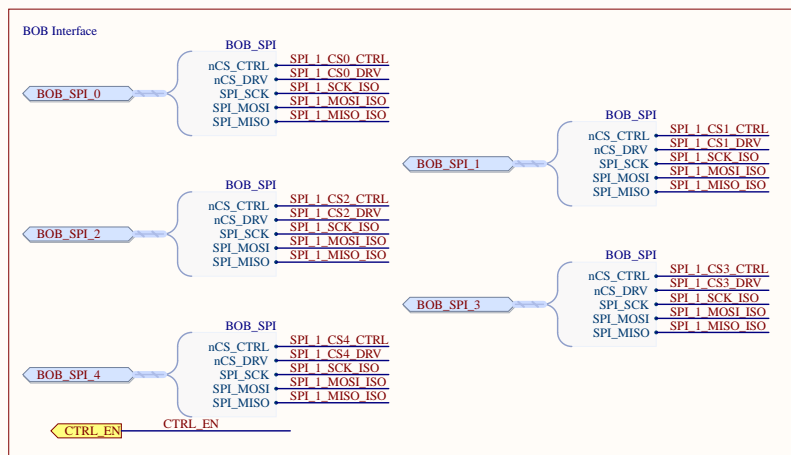 BOB Interface
BOB_SPI
BOB_SPI_0
nCS_CTRL SPI_1_CS0_CTRL
nCS_DRV SPI_1_CS0_DRV
SPI_SCK SPI_1_SCK_ISO
SPI_MOSI SPI_1_MOSI_ISO
SPI_MISO SPI_1_MISO_ISO
BOB_SPI
BOB_SPI_1
nCS_CTRL SPI_1_CS1_CTRL
nCS_DRV SPI_1_CS1_DRV
SPI_SCK SPI_1_SCK_ISO
SPI_MOSI SPI_1_MOSI_ISO
SPI_MISO SPI_1_MISO_ISO
BOB_SPI
BOB_SPI_2
nCS_CTRL SPI_1_CS2_CTRL
nCS_DRV SPI_1_CS2_DRV
SPI_SCK SPI_1_SCK_ISO
SPI_MOSI SPI_1_MOSI_ISO
SPI_MISO SPI_1_MISO_ISO
BOB_SPI
BOB_SPI_3
nCS_CTRL SPI_1_CS3_CTRL
nCS_DRV SPI_1_CS3_DRV
SPI_SCK SPI_1_SCK_ISO
SPI_MOSI SPI_1_MOSI_ISO
SPI_MISO SPI_1_MISO_ISO
BOB_SPI
BOB_SPI_4
nCS_CTRL SPI_1_CS4_CTRL
nCS_DRV SPI_1_CS4_DRV
SPI_SCK SPI_1_SCK_ISO
SPI_MOSI SPI_1_MOSI_ISO
SPI_MISO SPI_1_MISO_ISO
CTRL_EN CTRL_EN